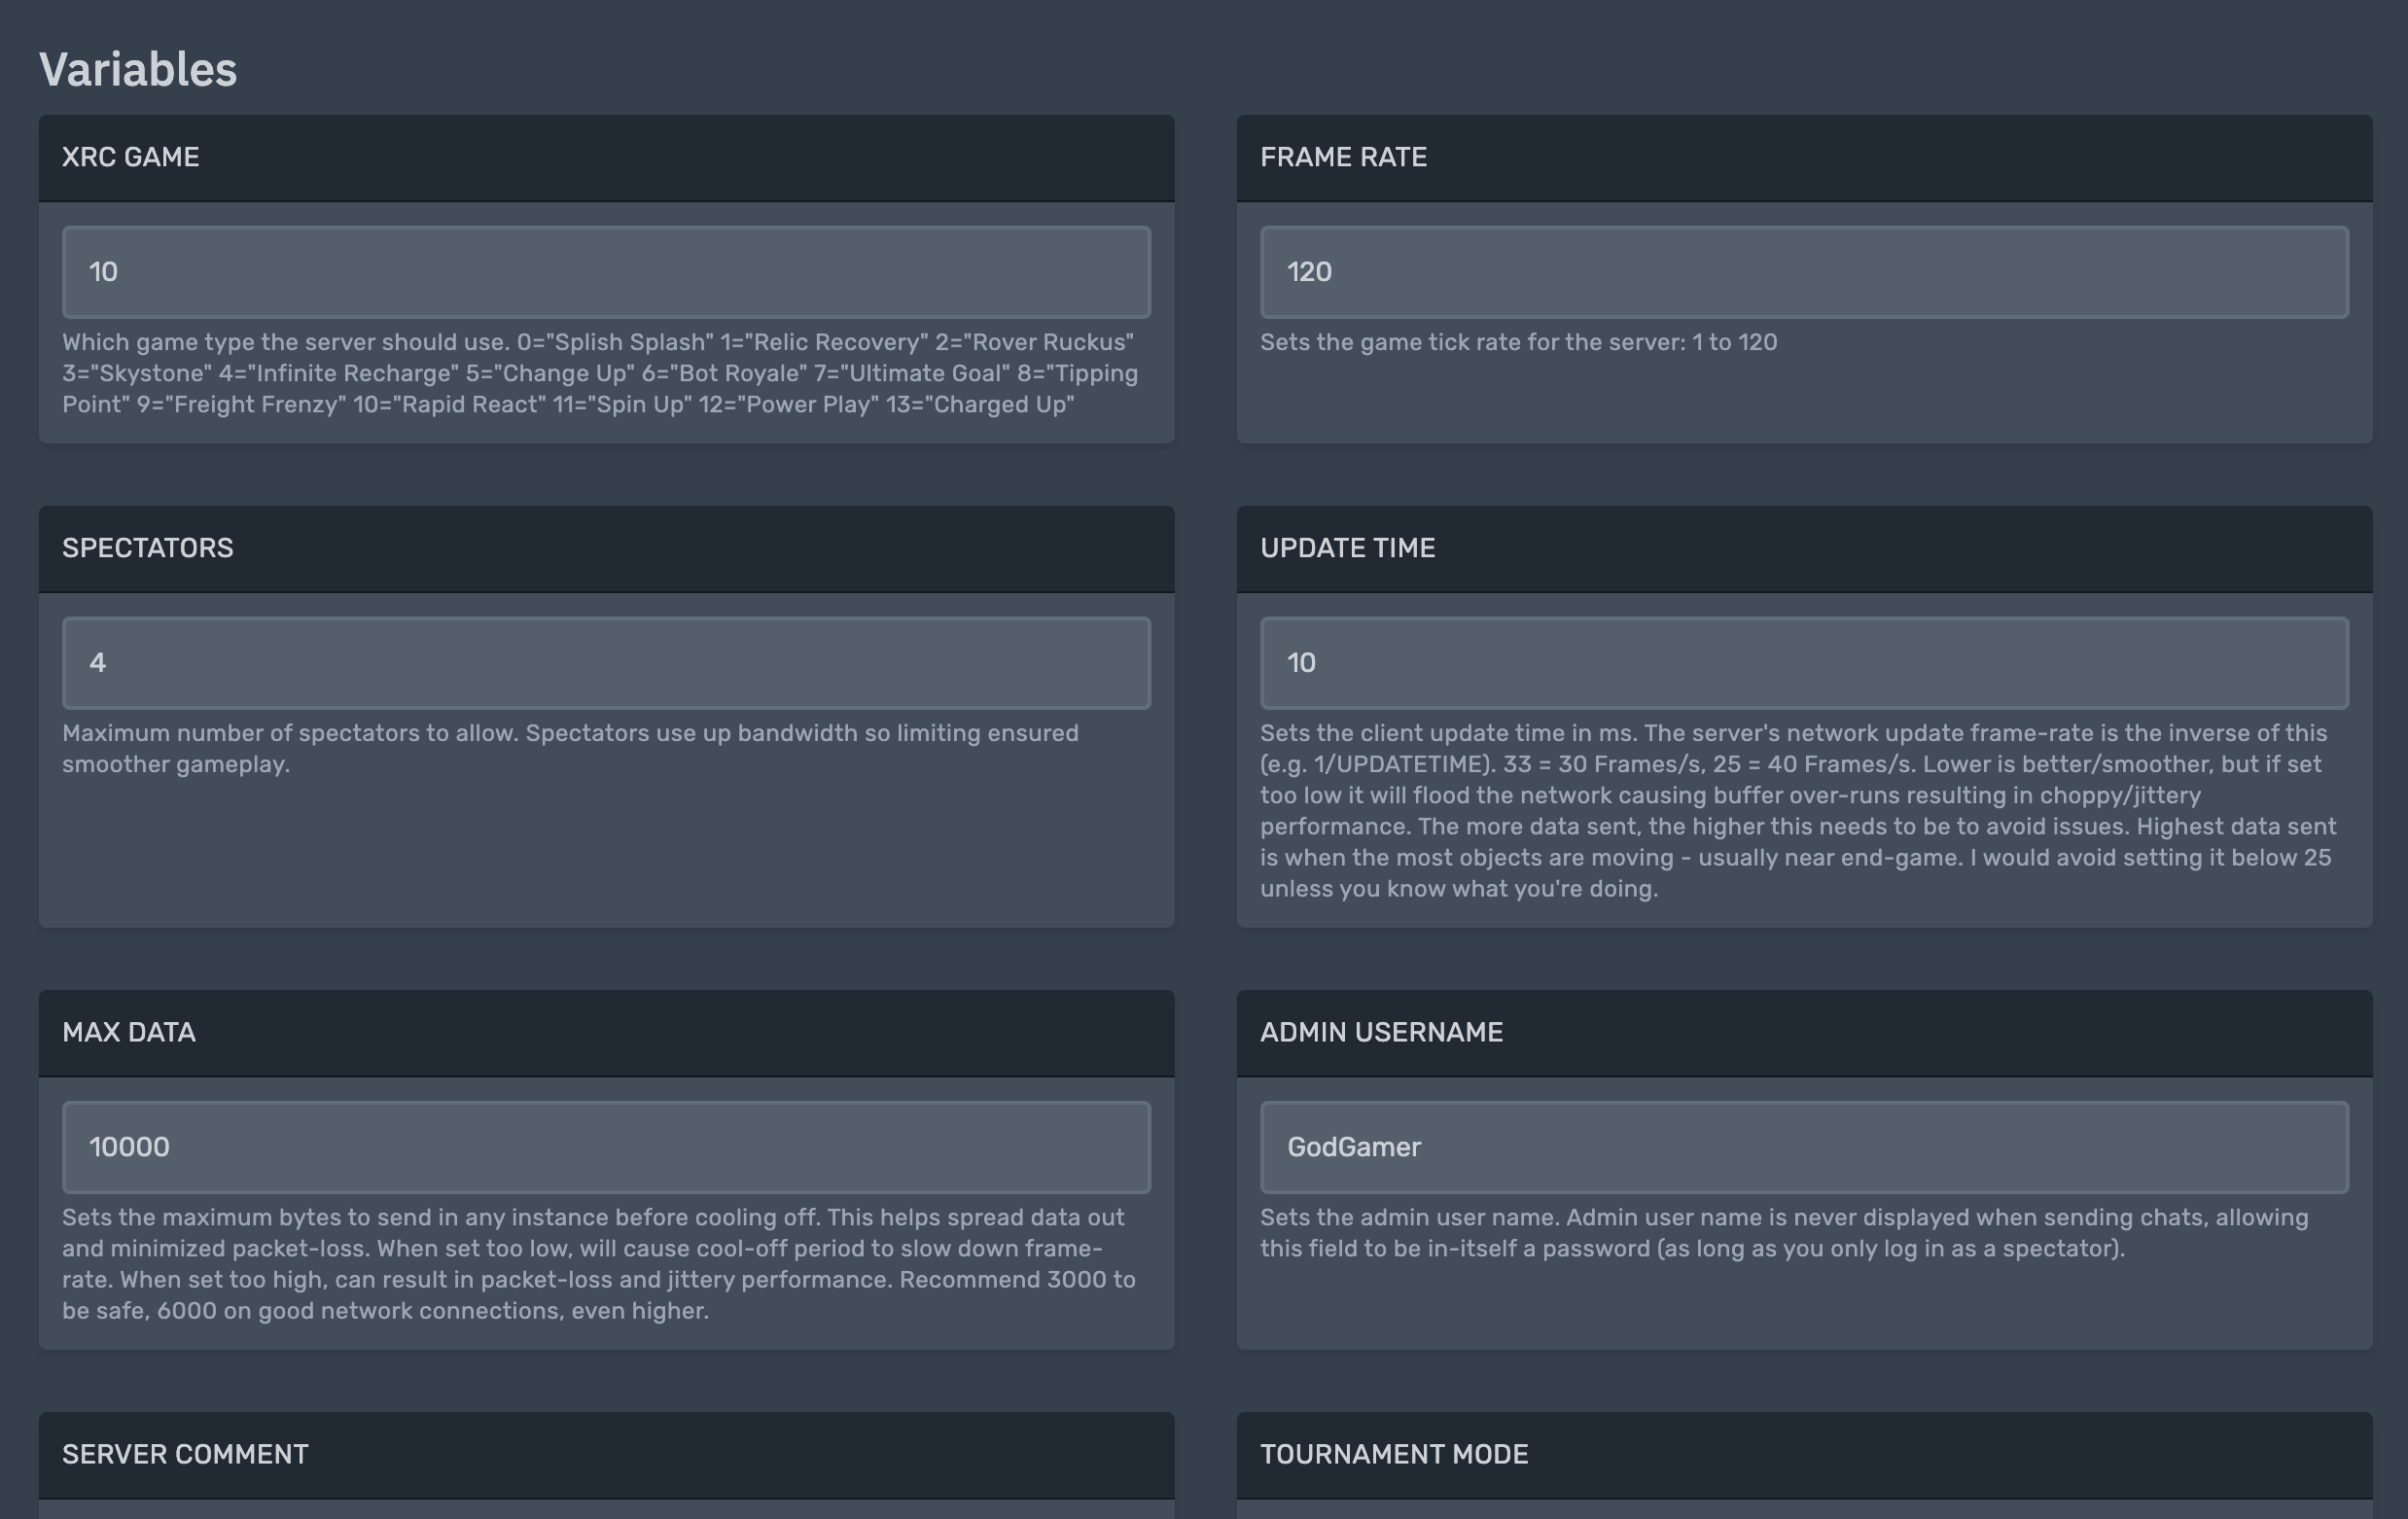 Variables
XRC GAME
10
Which game type the server should use. 0="Splish Splash" 1="Relic Recovery" 2="Rover Ruckus"
3="Skystone" 4="Infinite Recharge" 5="Change Up" 6="Bot Royale" 7="Ultimate Goal" 8="Tipping
Point" 9="Freight Frenzy" 10="Rapid React" 11="Spin Up" 12="Power Play" 13="Charged Up"
FRAME RATE
120
Sets the game tick rate for the server: 1 to 120
SPECTATORS
4
Maximum number of spectators to allow. Spectators use up bandwidth so limiting ensured
smoother gameplay.
UPDATE TIME
10
Sets the client update time in ms. The server's network update frame-rate is the inverse of this
(e.g. 1/UPDATETIME). 33 = 30 Frames/s, 25 = 40 Frames/s. Lower is better/smoother, but if set
too low it will flood the network causing buffer over-runs resulting in choppy/jittery
performance. The more data sent, the higher this needs to be to avoid issues. Highest data sent
is when the most objects are moving - usually near end-game. I would avoid setting it below 25
unless you know what you're doing.
MAX DATA
10000
Sets the maximum bytes to send in any instance before cooling off. This helps spread data out
and minimized packet-loss. When set too low, will cause cool-off period to slow down frame-
rate. When set too high, can result in packet-loss and jittery performance. Recommend 3000 to
be safe, 6000 on good network connections, even higher.
ADMIN USERNAME
GodGamer
Sets the admin user name. Admin user name is never displayed when sending chats, allowing
this field to be in-itself a password (as long as you only log in as a spectator).
SERVER COMMENT
TOURNAMENT MODE